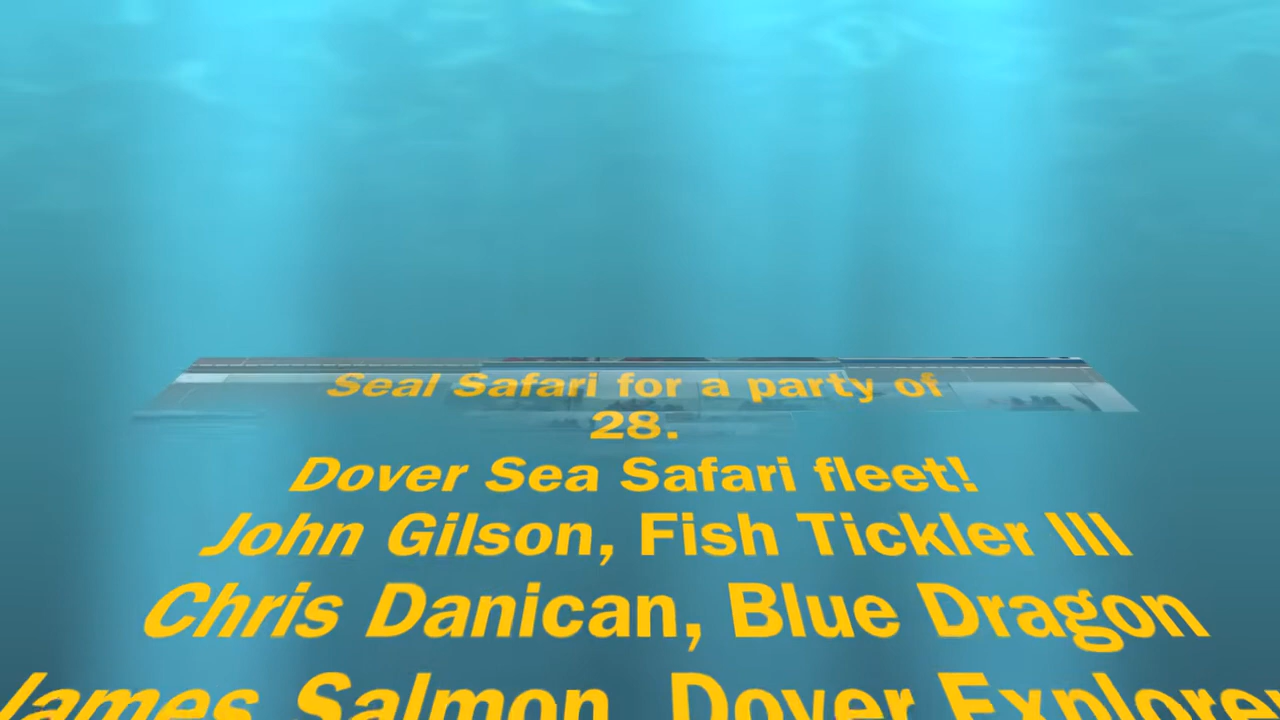 Seal Safari for a party of
28.
Dover Sea Safari fleet!
John Gilson, Fish Tickler III
Chris Danican, Blue Dragon
James Salmon, Dover Explorer